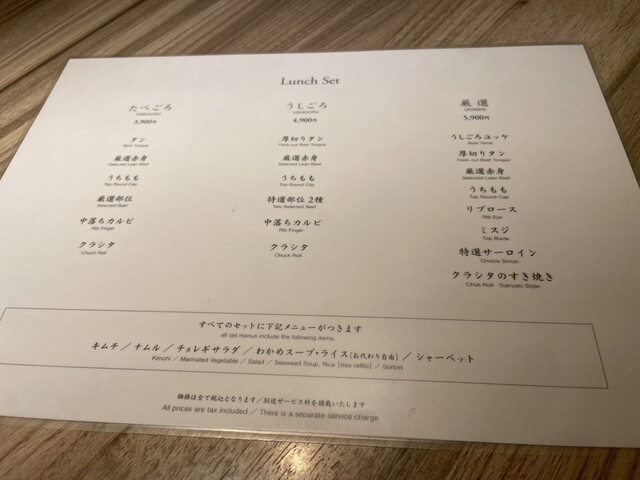 Lunch Set
たべごろ
TABEGORO
3,900円
タン
Beef Tongue
厳選赤身
Selected Lean Beef
うちもも
Top Round Cap
厳選部位
Selected Beef
中落ちカルビ
Rib Finger
クラシタ
Chuck Roll
うしごろ
USHIGORO
4,900円
厚切りタン
Thick-cut Beef Tongue
厳選赤身
Selected Lean Beef
うちもも
Top Round Cap
特選部位2種
Two Selected Beef
中落ちカルビ
Rib Finger
クラシタ
Chuck Roll
厳選
GENSEN
5,900円
うしごろユッケ
Beef Tartar
厚切りタン
Thick-cut Beef Tongue
厳選赤身
Selected Lean Beef
うちもも
Top Round Cap
リブロース
Rib Eye
ミスジ
Top Blade
特選サーロイン
Choice Sirloin
クラシタのすき焼き
Chuk Roll -Sukiyaki Style-
すべてのセットに下記メニューがつきます
all set menus include the following items.
キムチ／ナムル／チョレギサラダ／わかめスープ・ライス[お代わり自由]／シャーベット
Kimchi ／ Marinated Vegetable ／ Salad ／ Seaweed Soup, Rice [free refills] ／ Sorbet
価格は全て税込となります／別途サービス料を頂戴いたします
All prices are tax included ／ There is a separate service charge